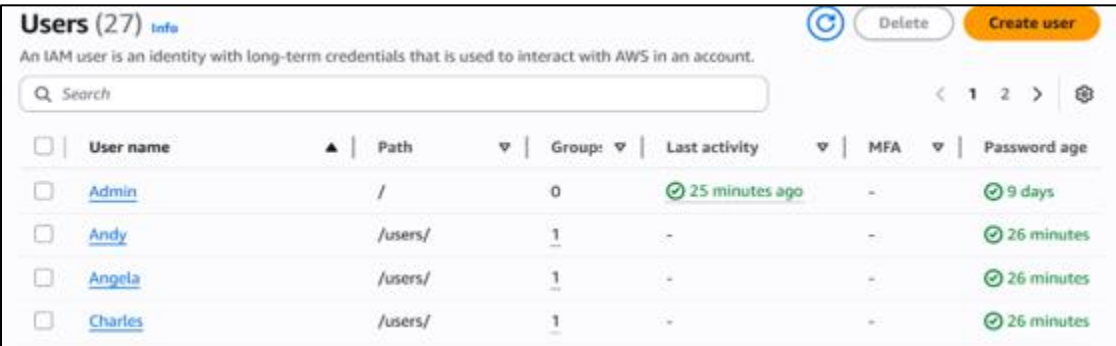 Users (27) Info Delete Create user
An IAM user is an identity with long-term credentials that is used to interact with AWS in an account.
Search 1 2
User name Path Group: Last activity MFA Password age
Admin / 0 25 minutes ago - 9 days
Andy /users/ 1 - - 26 minutes
Angela /users/ 1 - - 26 minutes
Charles /users/ 1 - - 26 minutes